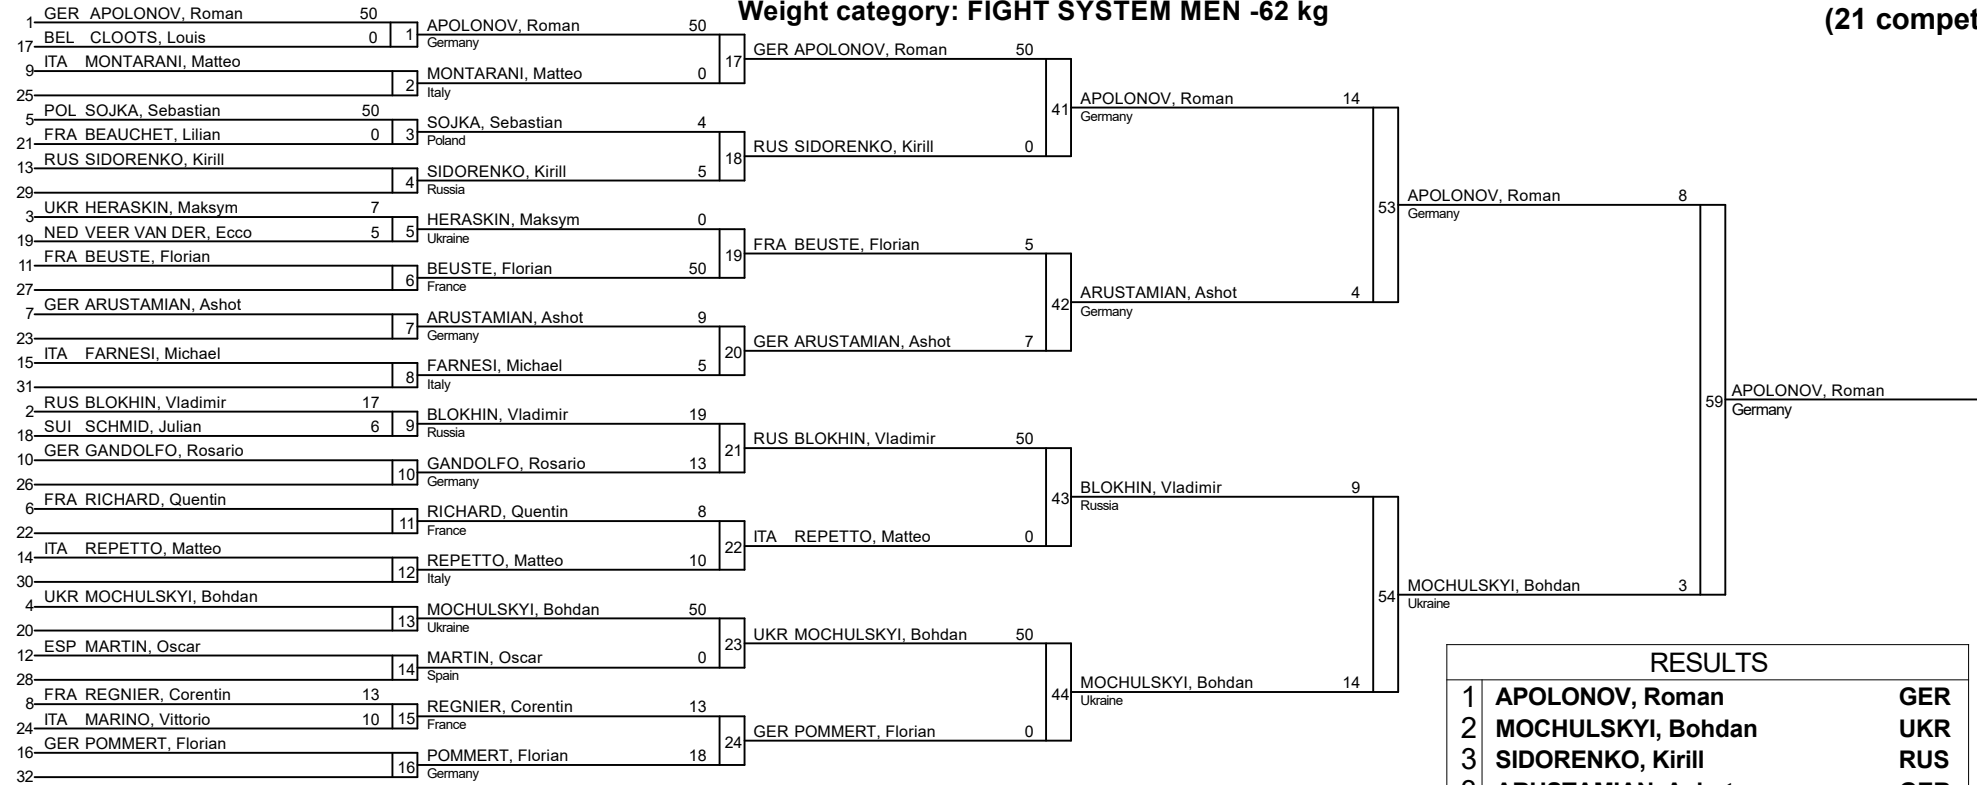 Weight category: FIGHT SYSTEM MEN -62 kg
(21 compet
1 GER APOLONOV, Roman 50
17 BEL CLOOTS, Louis 0
1
9 ITA MONTARANI, Matteo
25
2
5 POL SOJKA, Sebastian 50
21 FRA BEAUCHET, Lilian 0
3
13 RUS SIDORENKO, Kirill
29
4
3 UKR HERASKIN, Maksym 7
19 NED VEER VAN DER, Ecco 5
5
11 FRA BEUSTE, Florian
27
6
7 GER ARUSTAMIAN, Ashot
23
7
15 ITA FARNESI, Michael
31
8
2 RUS BLOKHIN, Vladimir 17
18 SUI SCHMID, Julian 6
9
10 GER GANDOLFO, Rosario
26
10
6 FRA RICHARD, Quentin
22
11
14 ITA REPETTO, Matteo
30
12
4 UKR MOCHULSKYI, Bohdan
20
13
12 ESP MARTIN, Oscar
28
14
8 FRA REGNIER, Corentin 13
24 ITA MARINO, Vittorio 10
15
16 GER POMMERT, Florian
32
16
APOLONOV, Roman 50
Germany
MONTARANI, Matteo 0
Italy
17
SOJKA, Sebastian 4
Poland
SIDORENKO, Kirill 5
Russia
18
HERASKIN, Maksym 0
Ukraine
BEUSTE, Florian 50
France
19
ARUSTAMIAN, Ashot 9
Germany
FARNESI, Michael 5
Italy
20
BLOKHIN, Vladimir 19
Russia
GANDOLFO, Rosario 13
Germany
21
RICHARD, Quentin 8
France
REPETTO, Matteo 10
Italy
22
MOCHULSKYI, Bohdan 50
Ukraine
MARTIN, Oscar 0
Spain
23
REGNIER, Corentin 13
France
POMMERT, Florian 18
Germany
24
GER APOLONOV, Roman 50
RUS SIDORENKO, Kirill 0
41
FRA BEUSTE, Florian 5
GER ARUSTAMIAN, Ashot 7
42
RUS BLOKHIN, Vladimir 50
ITA REPETTO, Matteo 0
43
UKR MOCHULSKYI, Bohdan 50
GER POMMERT, Florian 0
44
APOLONOV, Roman 14
Germany
ARUSTAMIAN, Ashot 4
Germany
53
BLOKHIN, Vladimir 9
Russia
MOCHULSKYI, Bohdan 14
Ukraine
54
APOLONOV, Roman 8
Germany
MOCHULSKYI, Bohdan 3
Ukraine
59
APOLONOV, Roman
Germany
RESULTS
1 APOLONOV, Roman GER
2 MOCHULSKYI, Bohdan UKR
3 SIDORENKO, Kirill RUS